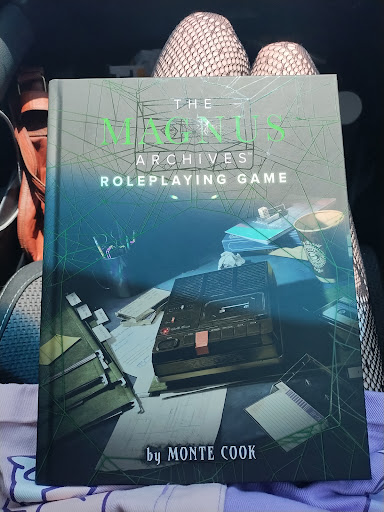 THE
MAGNUS
ARCHIVES
ROLEPLAYING GAME
by MONTE COOK